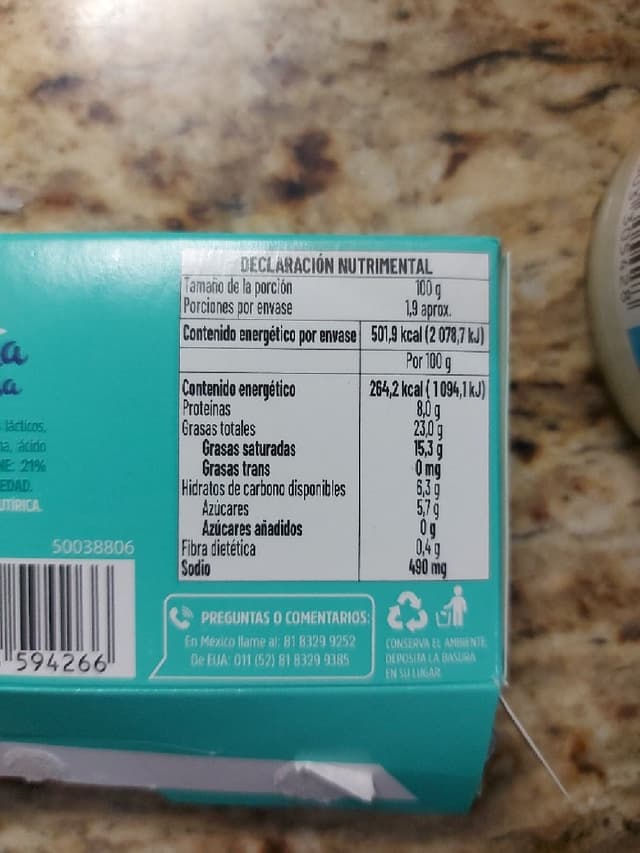 DECLARACIÓN NUTRIMENTAL
Tamaño de la porción 100 g
Porciones por envase 1,9 aprox.
Contenido energético por envase 501,9 kcal (2 078,7 kJ)
Por 100 g
Contenido energético 264,2 kcal (1 094,1 kJ)
Proteínas 8,0 g
Grasas totales 23,0 g
Grasas saturadas 15,3 g
Grasas trans 0 mg
Hidratos de carbono disponibles 6,3 g
Azúcares 5,7 g
Azúcares añadidos 0 g
Fibra dietética 0,4 g
Sodio 490 mg
lácticos,
ácido
21%
EDAD.
50038806
594266
PREGUNTAS O COMENTARIOS:
En Mexico llame al: 81 8329 9252
De EUA: 011 (52) 81 8329 9385
CONSERVA EL AMBIENTE
DEPOSITA LA BASURA
EN SU LUGAR